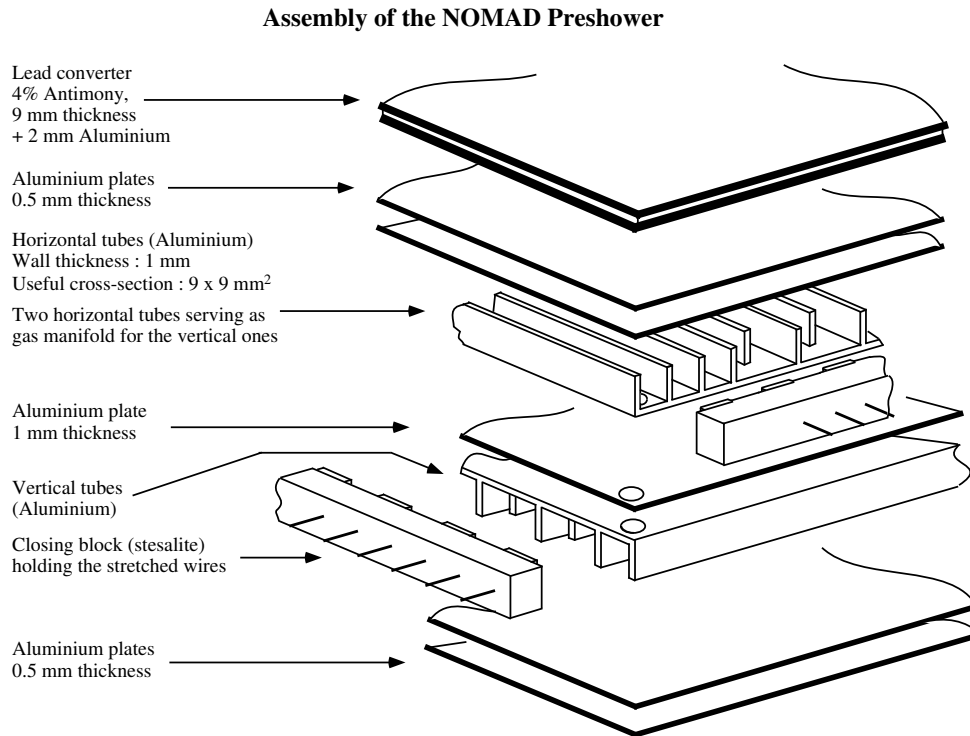 Assembly of the NOMAD Preshower
Lead converter
4% Antimony,
9 mm thickness
+ 2 mm Aluminium
Aluminium plates
0.5 mm thickness
Horizontal tubes (Aluminium)
Wall thickness : 1 mm
Useful cross-section : 9 x 9 mm²
Two horizontal tubes serving as
gas manifold for the vertical ones
Aluminium plate
1 mm thickness
Vertical tubes
(Aluminium)
Closing block (stesalite)
holding the stretched wires
Aluminium plates
0.5 mm thickness